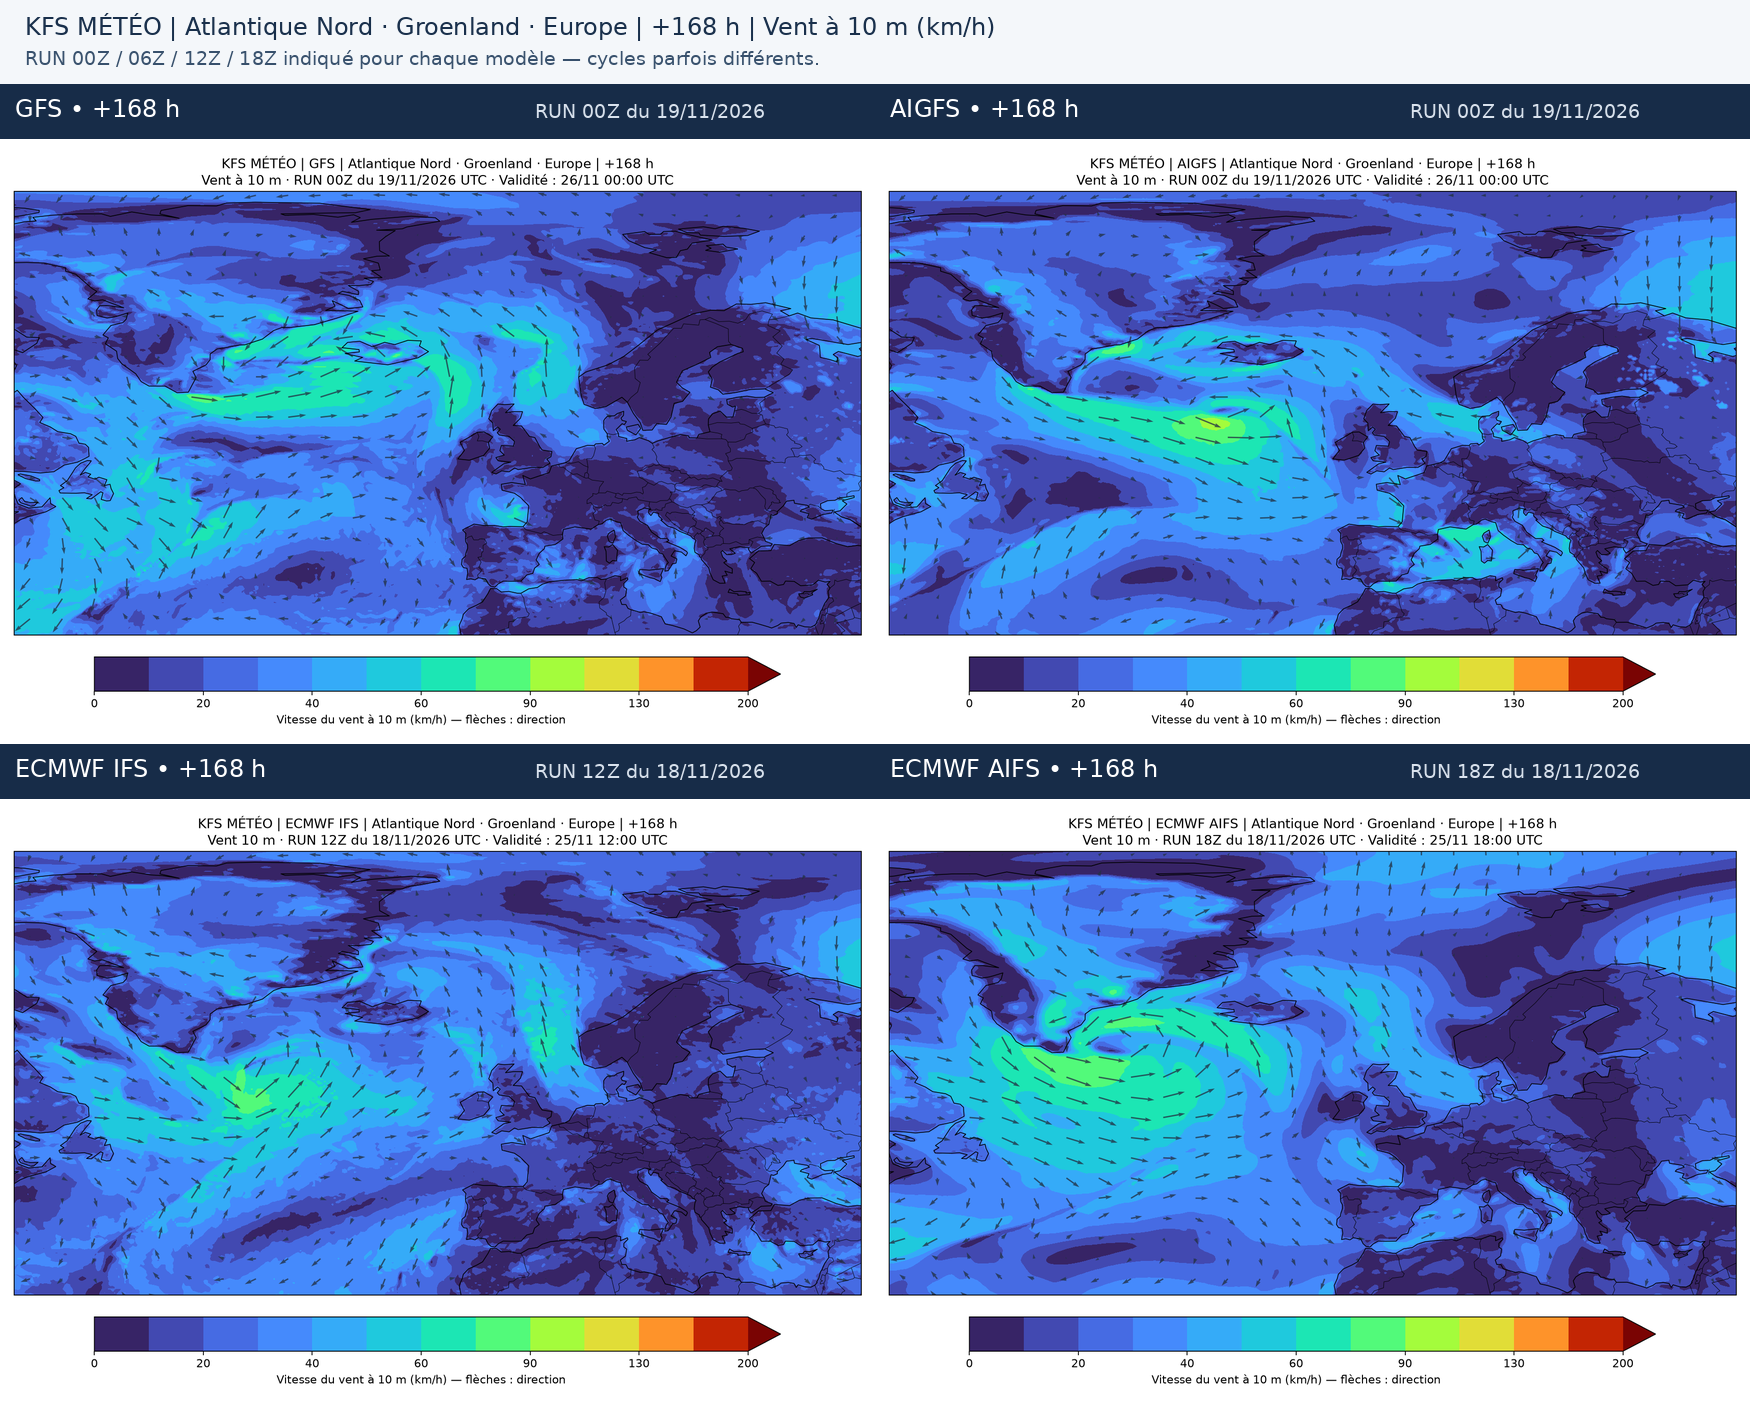 KFS MÉTÉO | Atlantique Nord · Groenland · Europe | +168 h | Vent à 10 m (km/h)
RUN 00Z / 06Z / 12Z / 18Z indiqué pour chaque modèle — cycles parfois différents.
GFS • +168 h
RUN 00Z du 19/11/2026
KFS MÉTÉO | GFS | Atlantique Nord · Groenland · Europe | +168 h
Vent à 10 m · RUN 00Z du 19/11/2026 UTC · Validité : 26/11 00:00 UTC
0 20 40 60 90 130 200
Vitesse du vent à 10 m (km/h) — flèches : direction
AIGFS • +168 h
RUN 00Z du 19/11/2026
KFS MÉTÉO | AIGFS | Atlantique Nord · Groenland · Europe | +168 h
Vent à 10 m · RUN 00Z du 19/11/2026 UTC · Validité : 26/11 00:00 UTC
0 20 40 60 90 130 200
Vitesse du vent à 10 m (km/h) — flèches : direction
ECMWF IFS • +168 h
RUN 12Z du 18/11/2026
KFS MÉTÉO | ECMWF IFS | Atlantique Nord · Groenland · Europe | +168 h
Vent 10 m · RUN 12Z du 18/11/2026 UTC · Validité : 25/11 12:00 UTC
0 20 40 60 90 130 200
Vitesse du vent à 10 m (km/h) — flèches : direction
ECMWF AIFS • +168 h
RUN 18Z du 18/11/2026
KFS MÉTÉO | ECMWF AIFS | Atlantique Nord · Groenland · Europe | +168 h
Vent 10 m · RUN 18Z du 18/11/2026 UTC · Validité : 25/11 18:00 UTC
0 20 40 60 90 130 200
Vitesse du vent à 10 m (km/h) — flèches : direction